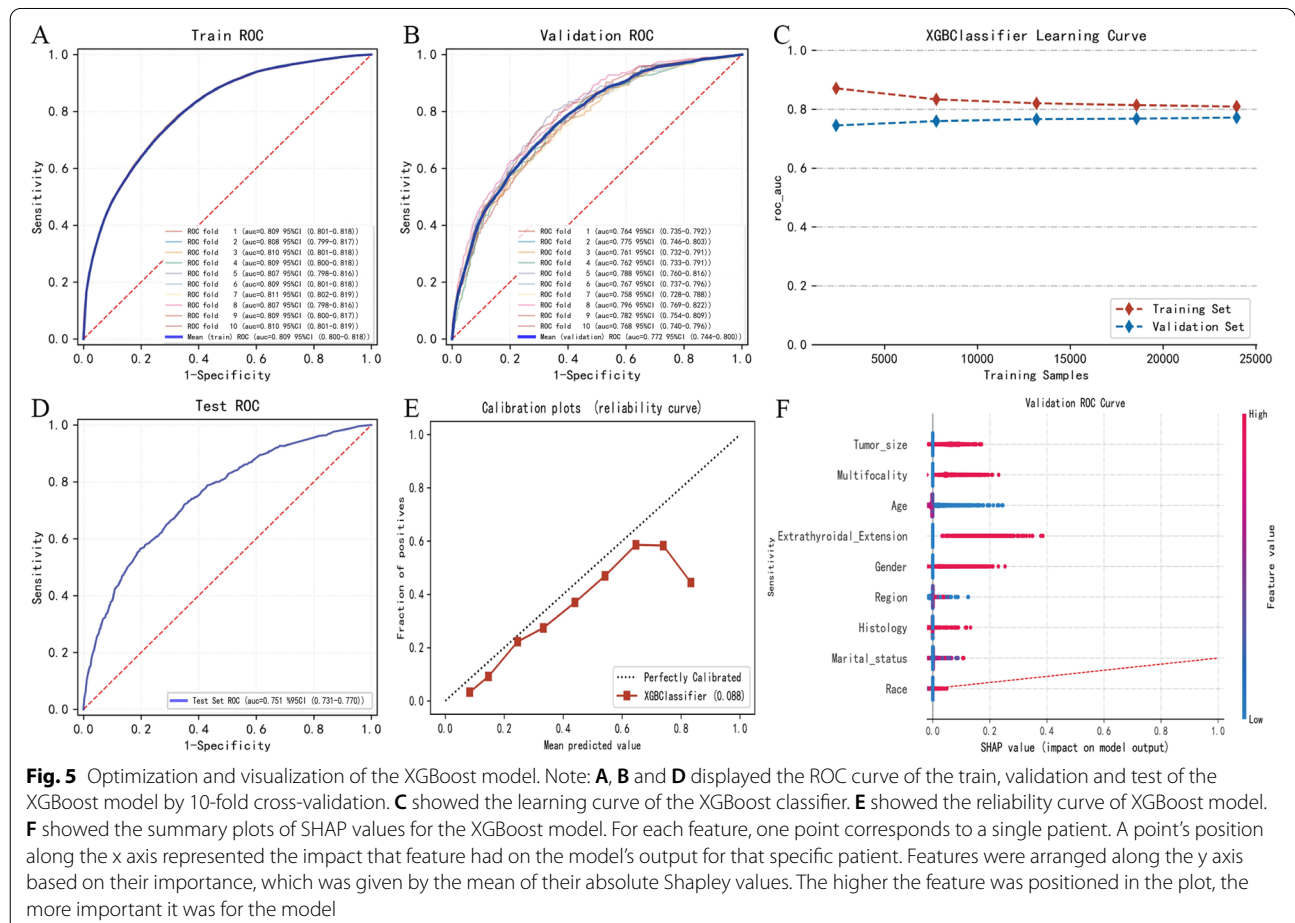 A
Train ROC
1.0
0.8
0.6
0.4
0.2
0.0
Sensitivity
ROC fold 1 (auc=0.809 95%CI (0.801-0.818))
ROC fold 2 (auc=0.808 95%CI (0.799-0.817))
ROC fold 3 (auc=0.810 95%CI (0.801-0.818))
ROC fold 4 (auc=0.809 95%CI (0.800-0.818))
ROC fold 5 (auc=0.807 95%CI (0.798-0.816))
ROC fold 6 (auc=0.809 95%CI (0.801-0.818))
ROC fold 7 (auc=0.811 95%CI (0.802-0.819))
ROC fold 8 (auc=0.807 95%CI (0.798-0.816))
ROC fold 9 (auc=0.809 95%CI (0.800-0.817))
ROC fold 10 (auc=0.810 95%CI (0.801-0.819))
Mean (train) ROC (auc=0.809 95%CI (0.800-0.818))
0.0 0.2 0.4 0.6 0.8 1.0
1-Specificity
B
Validation ROC
1.0
0.8
0.6
0.4
0.2
0.0
Sensitivity
ROC fold 1 (auc=0.764 95%CI (0.735-0.792)
ROC fold 2 (auc=0.775 95%CI (0.746-0.803)
ROC fold 3 (auc=0.761 95%CI (0.732-0.791)
ROC fold 4 (auc=0.762 95%CI (0.733-0.791)
ROC fold 5 (auc=0.788 95%CI (0.760-0.816)
ROC fold 6 (auc=0.767 95%CI (0.737-0.796)
ROC fold 7 (auc=0.758 95%CI (0.728-0.788)
ROC fold 8 (auc=0.796 95%CI (0.769-0.822)
ROC fold 9 (auc=0.782 95%CI (0.754-0.809)
ROC fold 10 (auc=0.768 95%CI (0.740-0.796)
Mean (validation) ROC (auc=0.772 95%CI (0.744-0.800))
0.0 0.2 0.4 0.6 0.8 1.0
1-Specificity
C
XGBClassifier Learning Curve
1.0
0.8
0.6
0.4
0.2
0.0
roc_auc
Training Set
Validation Set
5000 10000 15000 20000 25000
Training Samples
D
Test ROC
1.0
0.8
0.6
0.4
0.2
0.0
Sensitivity
Test Set ROC (auc=0.751 %95CI (0.731-0.770))
0.0 0.2 0.4 0.6 0.8 1.0
1-Specificity
E
Calibration plots (reliability curve)
1.0
0.8
0.6
0.4
0.2
0.0
Fraction of positives
Perfectly Calibrated
XGBClassifier (0.088)
0.0 0.2 0.4 0.6 0.8 1.0
Mean predicted value
F
Validation ROC Curve
Sensitivity
Tumor_size
Multifocality
Age
Extrathyroidal_Extension
Gender
Region
Histology
Marital_status
Race
0.0 0.2 0.4 0.6 0.8 1.0
SHAP value (impact on model output)
High
Feature value
Low
Fig. 5 Optimization and visualization of the XGBoost model. Note: A, B and D displayed the ROC curve of the train, validation and test of the
XGBoost model by 10-fold cross-validation. C showed the learning curve of the XGBoost classifier. E showed the reliability curve of XGBoost model.
F showed the summary plots of SHAP values for the XGBoost model. For each feature, one point corresponds to a single patient. A point's position
along the x axis represented the impact that feature had on the model's output for that specific patient. Features were arranged along the y axis
based on their importance, which was given by the mean of their absolute Shapley values. The higher the feature was positioned in the plot, the
more important it was for the model